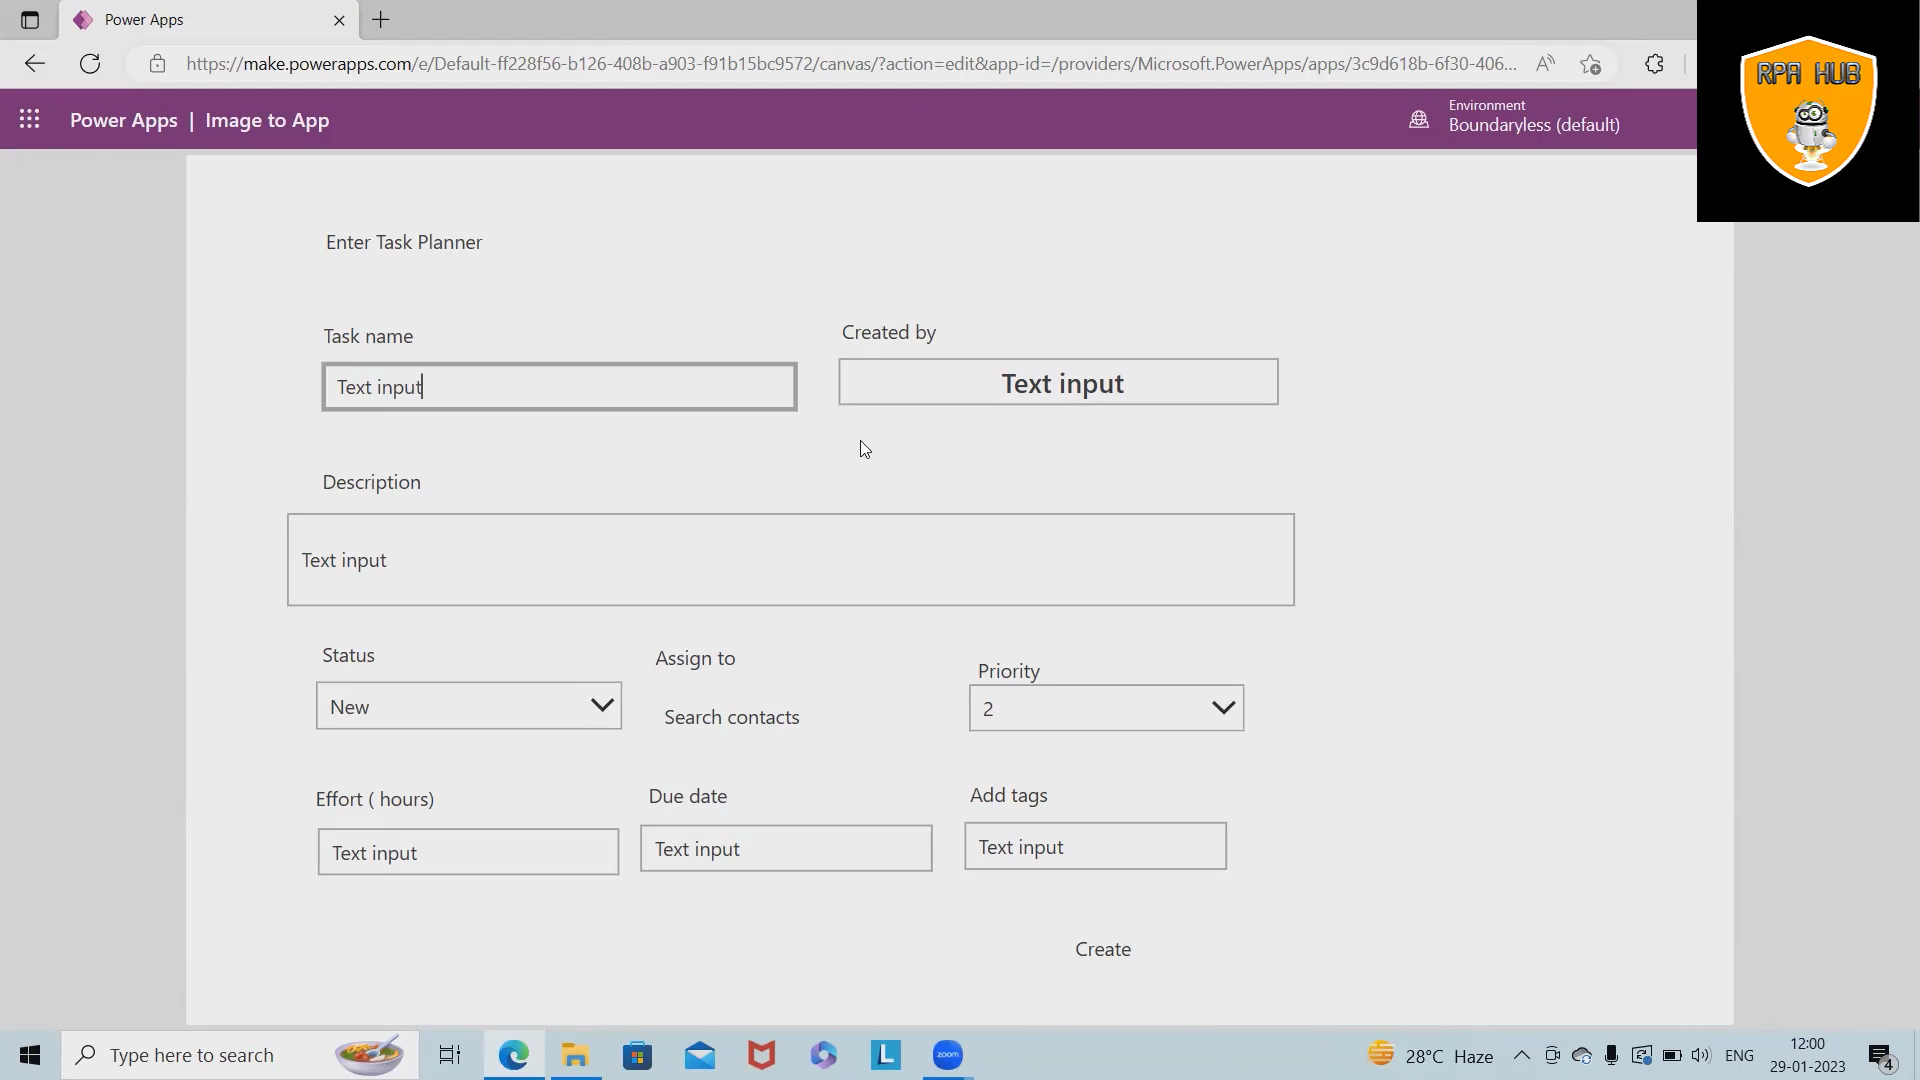 Power Apps
https://make.powerapps.com/e/Default-ff228f56-b126-408b-a903-f91b15bc9572/canvas/?action=edit&app-id=/providers/Microsoft.PowerApps/apps/3c9d618b-6f30-406...
RPA HUB
Power Apps | Image to App
Environment
Boundaryless (default)
Enter Task Planner
Task name
Created by
Text input
Text input
Description
Text input
Status
Assign to
Priority
New
Search contacts
2
Effort ( hours)
Due date
Add tags
Text input
Text input
Text input
Create
Type here to search
L
zoom
28°C Haze
ENG
12:00
29-01-2023
4